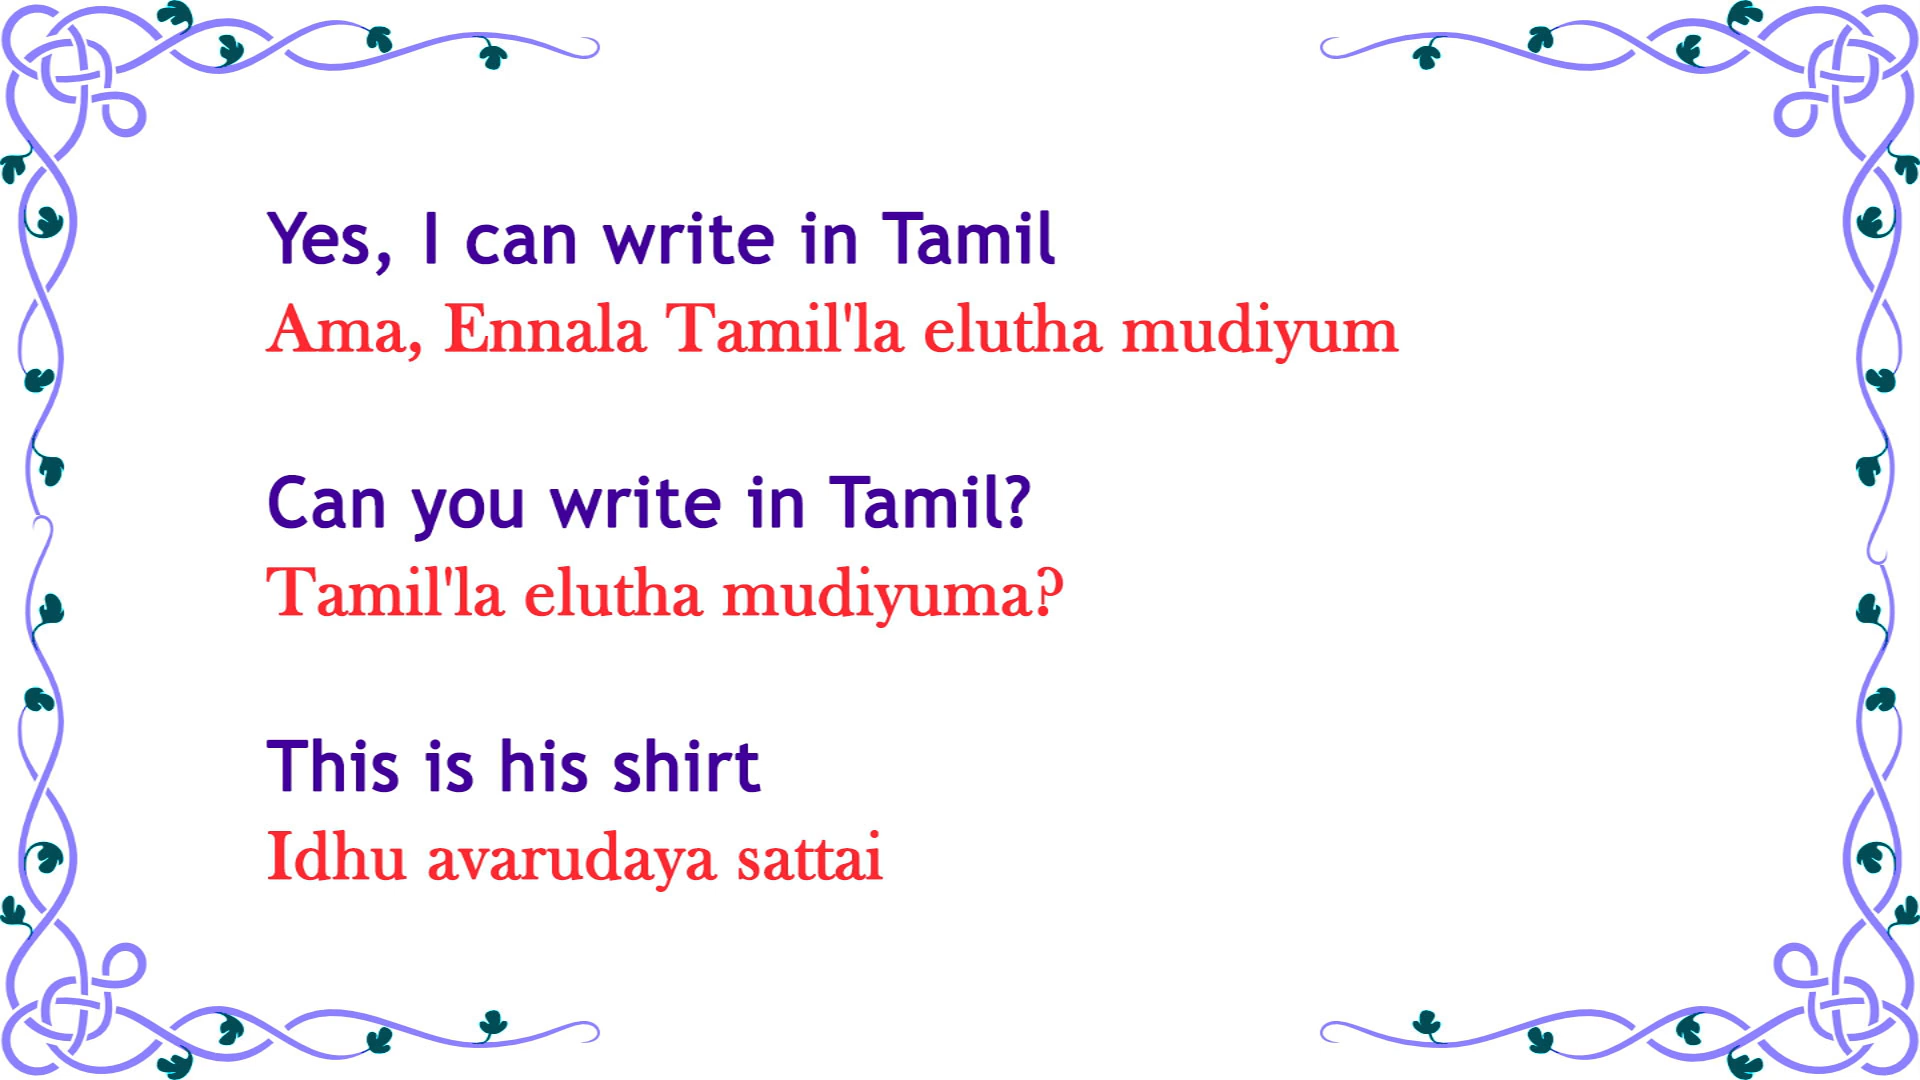 Yes, I can write in Tamil
Ama, Ennala Tamil'la elutha mudiyum
Can you write in Tamil?
Tamil'la elutha mudiyuma?
This is his shirt
Idhu avarudaya sattai